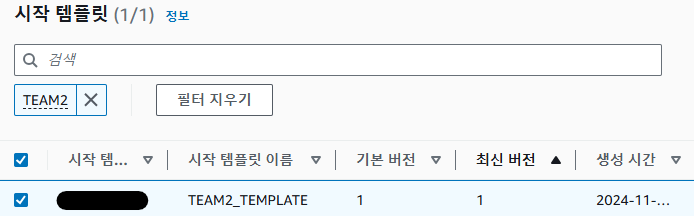 시작 템플릿 (1/1) 정보
검색
TEAM2 필터 지우기
시작 템... 시작 템플릿 이름 기본 버전 최신 버전 생성 시간
TEAM2_TEMPLATE 1 1 2024-11-...